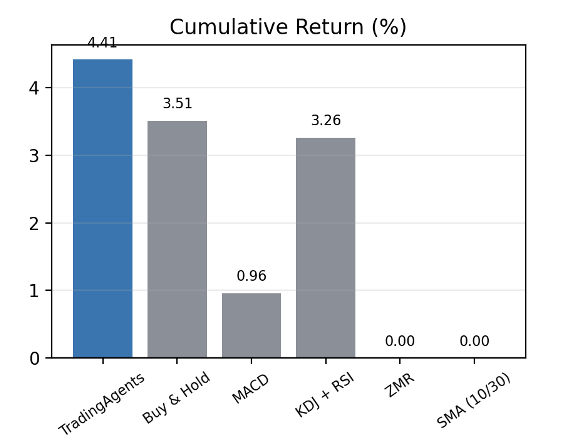 Cumulative Return (%)
4.41
3.51
0.96
3.26
0.00
0.00
4
3
2
1
0
TradingAgents
Buy & Hold
MACD
KDJ + RSI
ZMR
SMA (10/30)